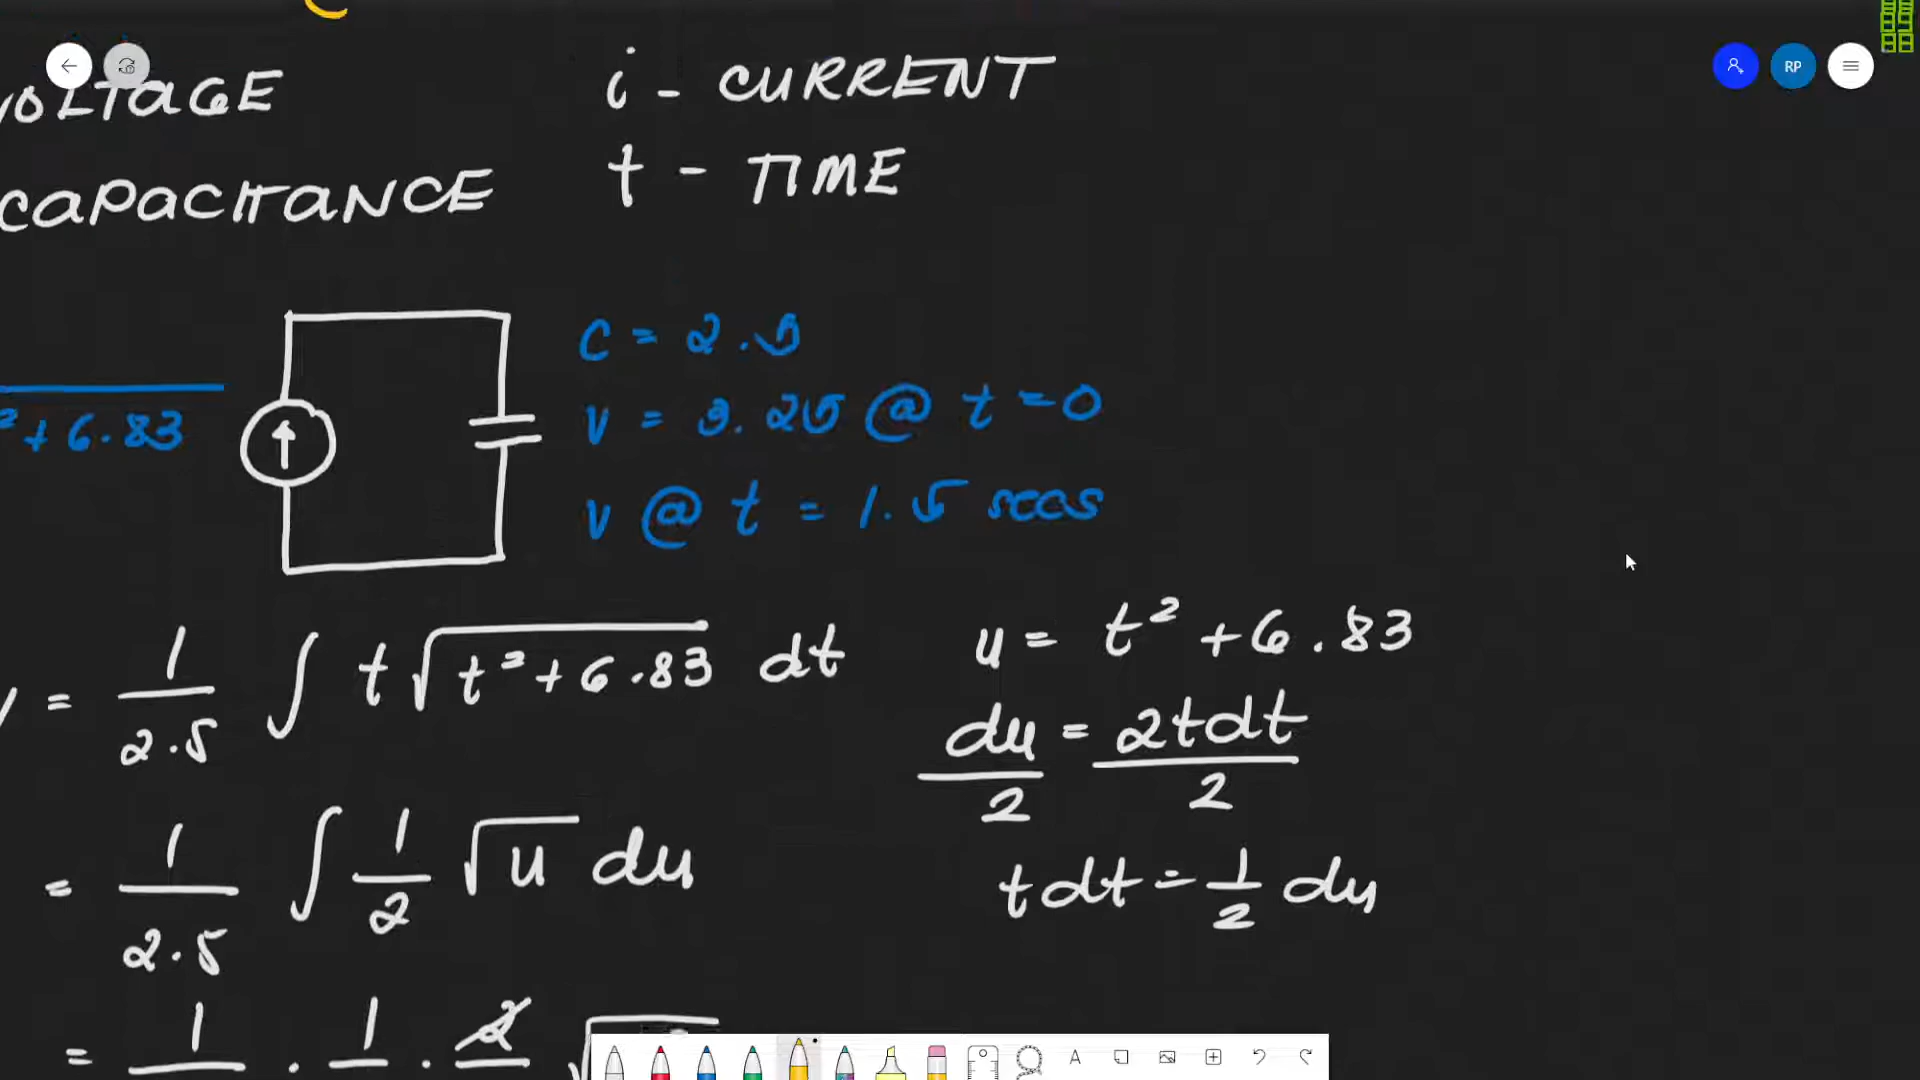 RP
VOLTAGE
i - CURRENT
CAPACITANCE
t - TIME
C = 2.5
² + 6.83
V = 3.25 @ t = 0
V @ t = 1.5 secs
= 1/2.5 ∫ t√(t² + 6.83) dt
u = t² + 6.83
du/2 = 2tdt/2
= 1/2.5 ∫ 1/2 √u du
tdt = 1/2 du
= 1 . 1 . 2 √
A